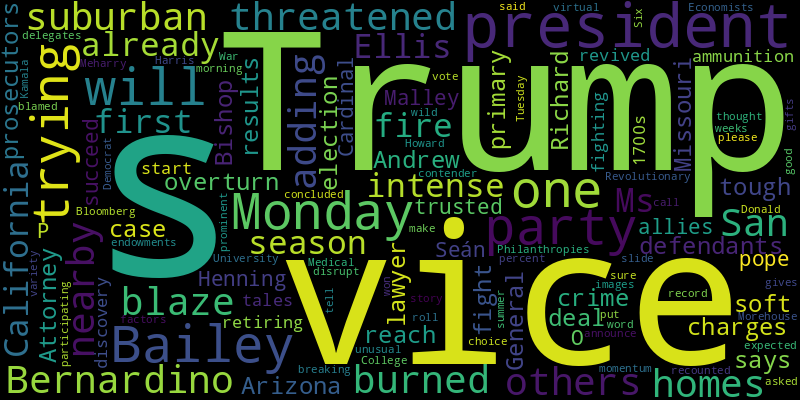 suburban
threatened
president
said
virtual
Economists
Six
prosecutors
delegates
trying
already
Trump
Ellis
revived
ammunition
Kamala
Meharry
Harris
War
morning
results
adding
Cardinal
vote
primary
Tuesday
Richard
fighting
Missouri
will
first
Bishop
election
Malley
wild
1700s
thought
weeks
please
gifts
good
blamed
fire
Howard
Andrew
contender
Democrat
succeed
start
S
overturn
concluded
intense
one
Revolutionary
tough
Donald
California
Bloomberg
case
endowments
prominent
Monday
trusted
make
party
Ms
call
San
allies
defendants
P
nearby
season
Seán
Philanthropies
percent
slide
pope
Attorney
variety
participating
University
Medical
disrupt
lawyer
vice
sure
images
record
gives
Henning
tales
discovery
fight
General
crime
soft
blaze
retiring
tell
won
story
roll
reach
summer
deal
put
word
O
announce
charges
Morehouse
factors
Bailey
unusual
College
choice
momentum
says
recounted
expected
Bernardino
Arizona
breaking
burned
others
homes
asked